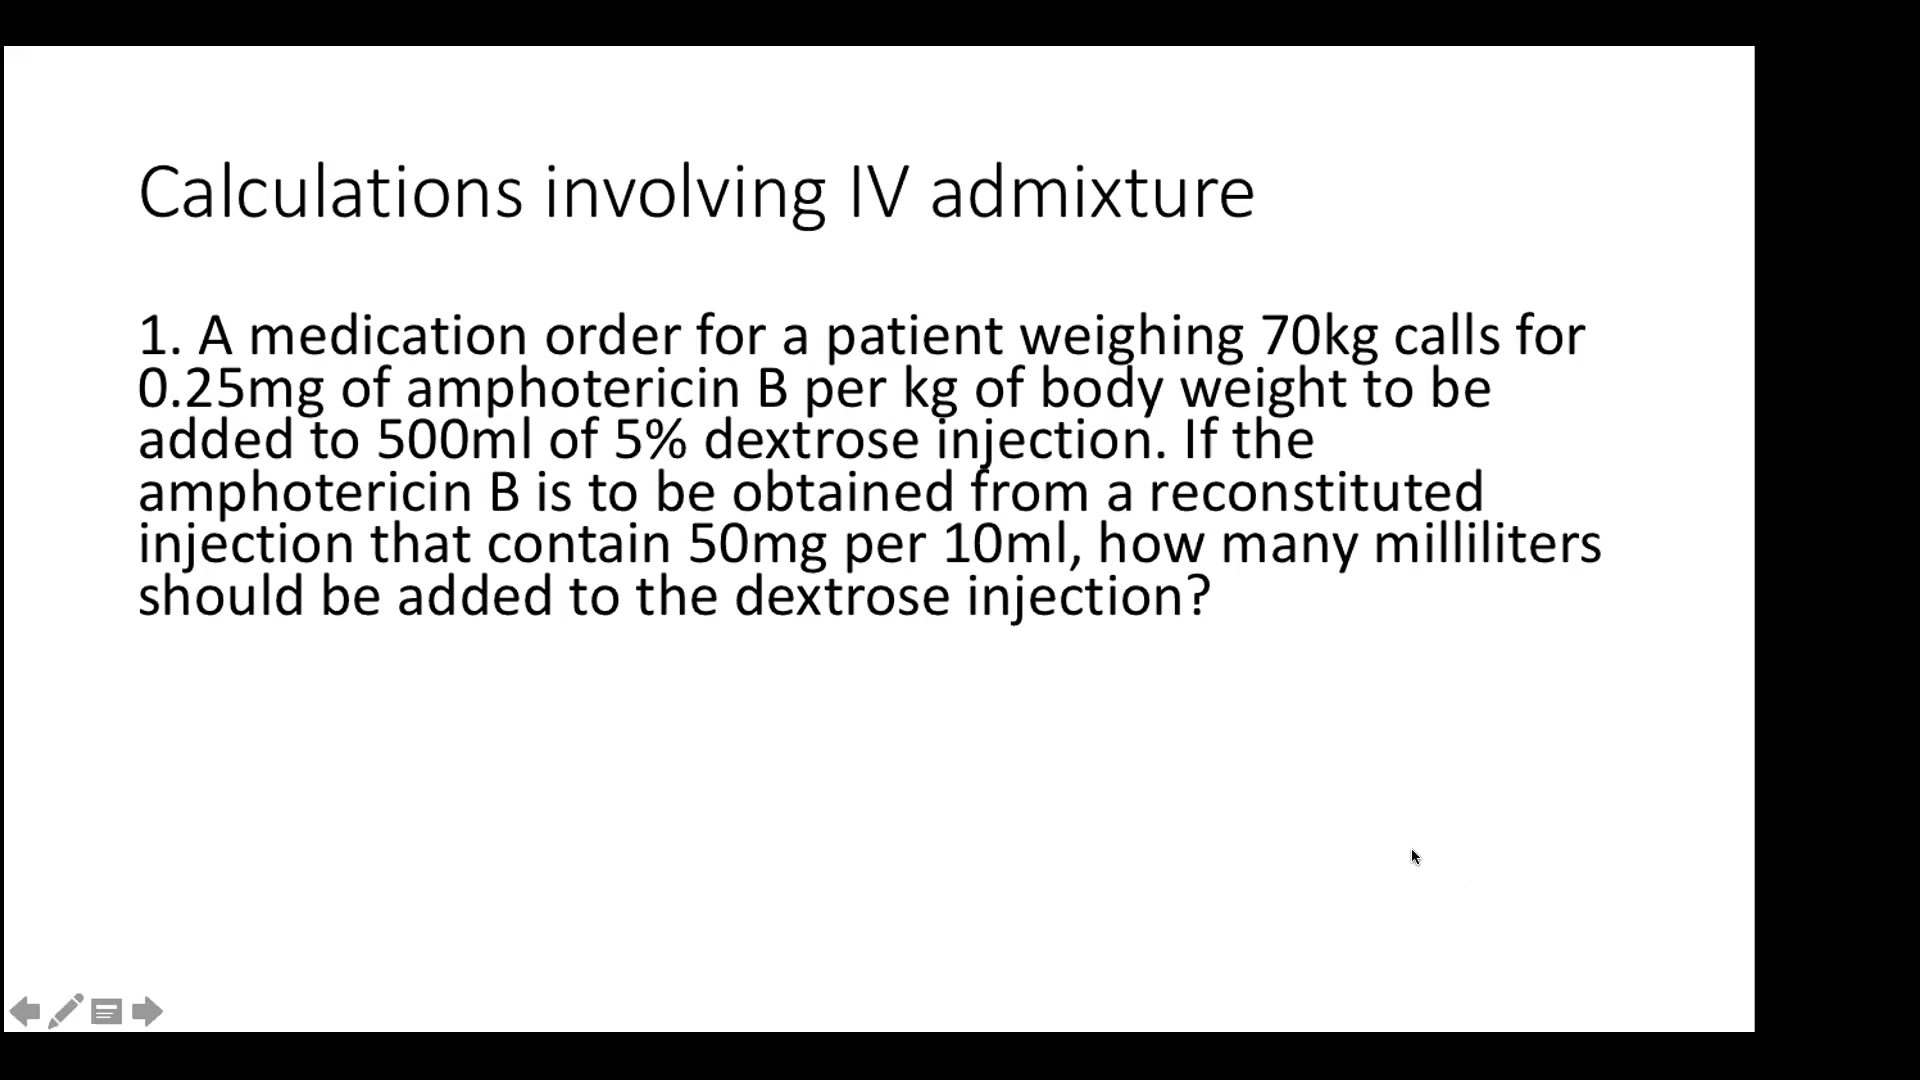 Calculations involving IV admixture
1. A medication order for a patient weighing 70kg calls for
0.25mg of amphotericin B per kg of body weight to be
added to 500ml of 5% dextrose injection. If the
amphotericin B is to be obtained from a reconstituted
injection that contain 50mg per 10ml, how many milliliters
should be added to the dextrose injection?